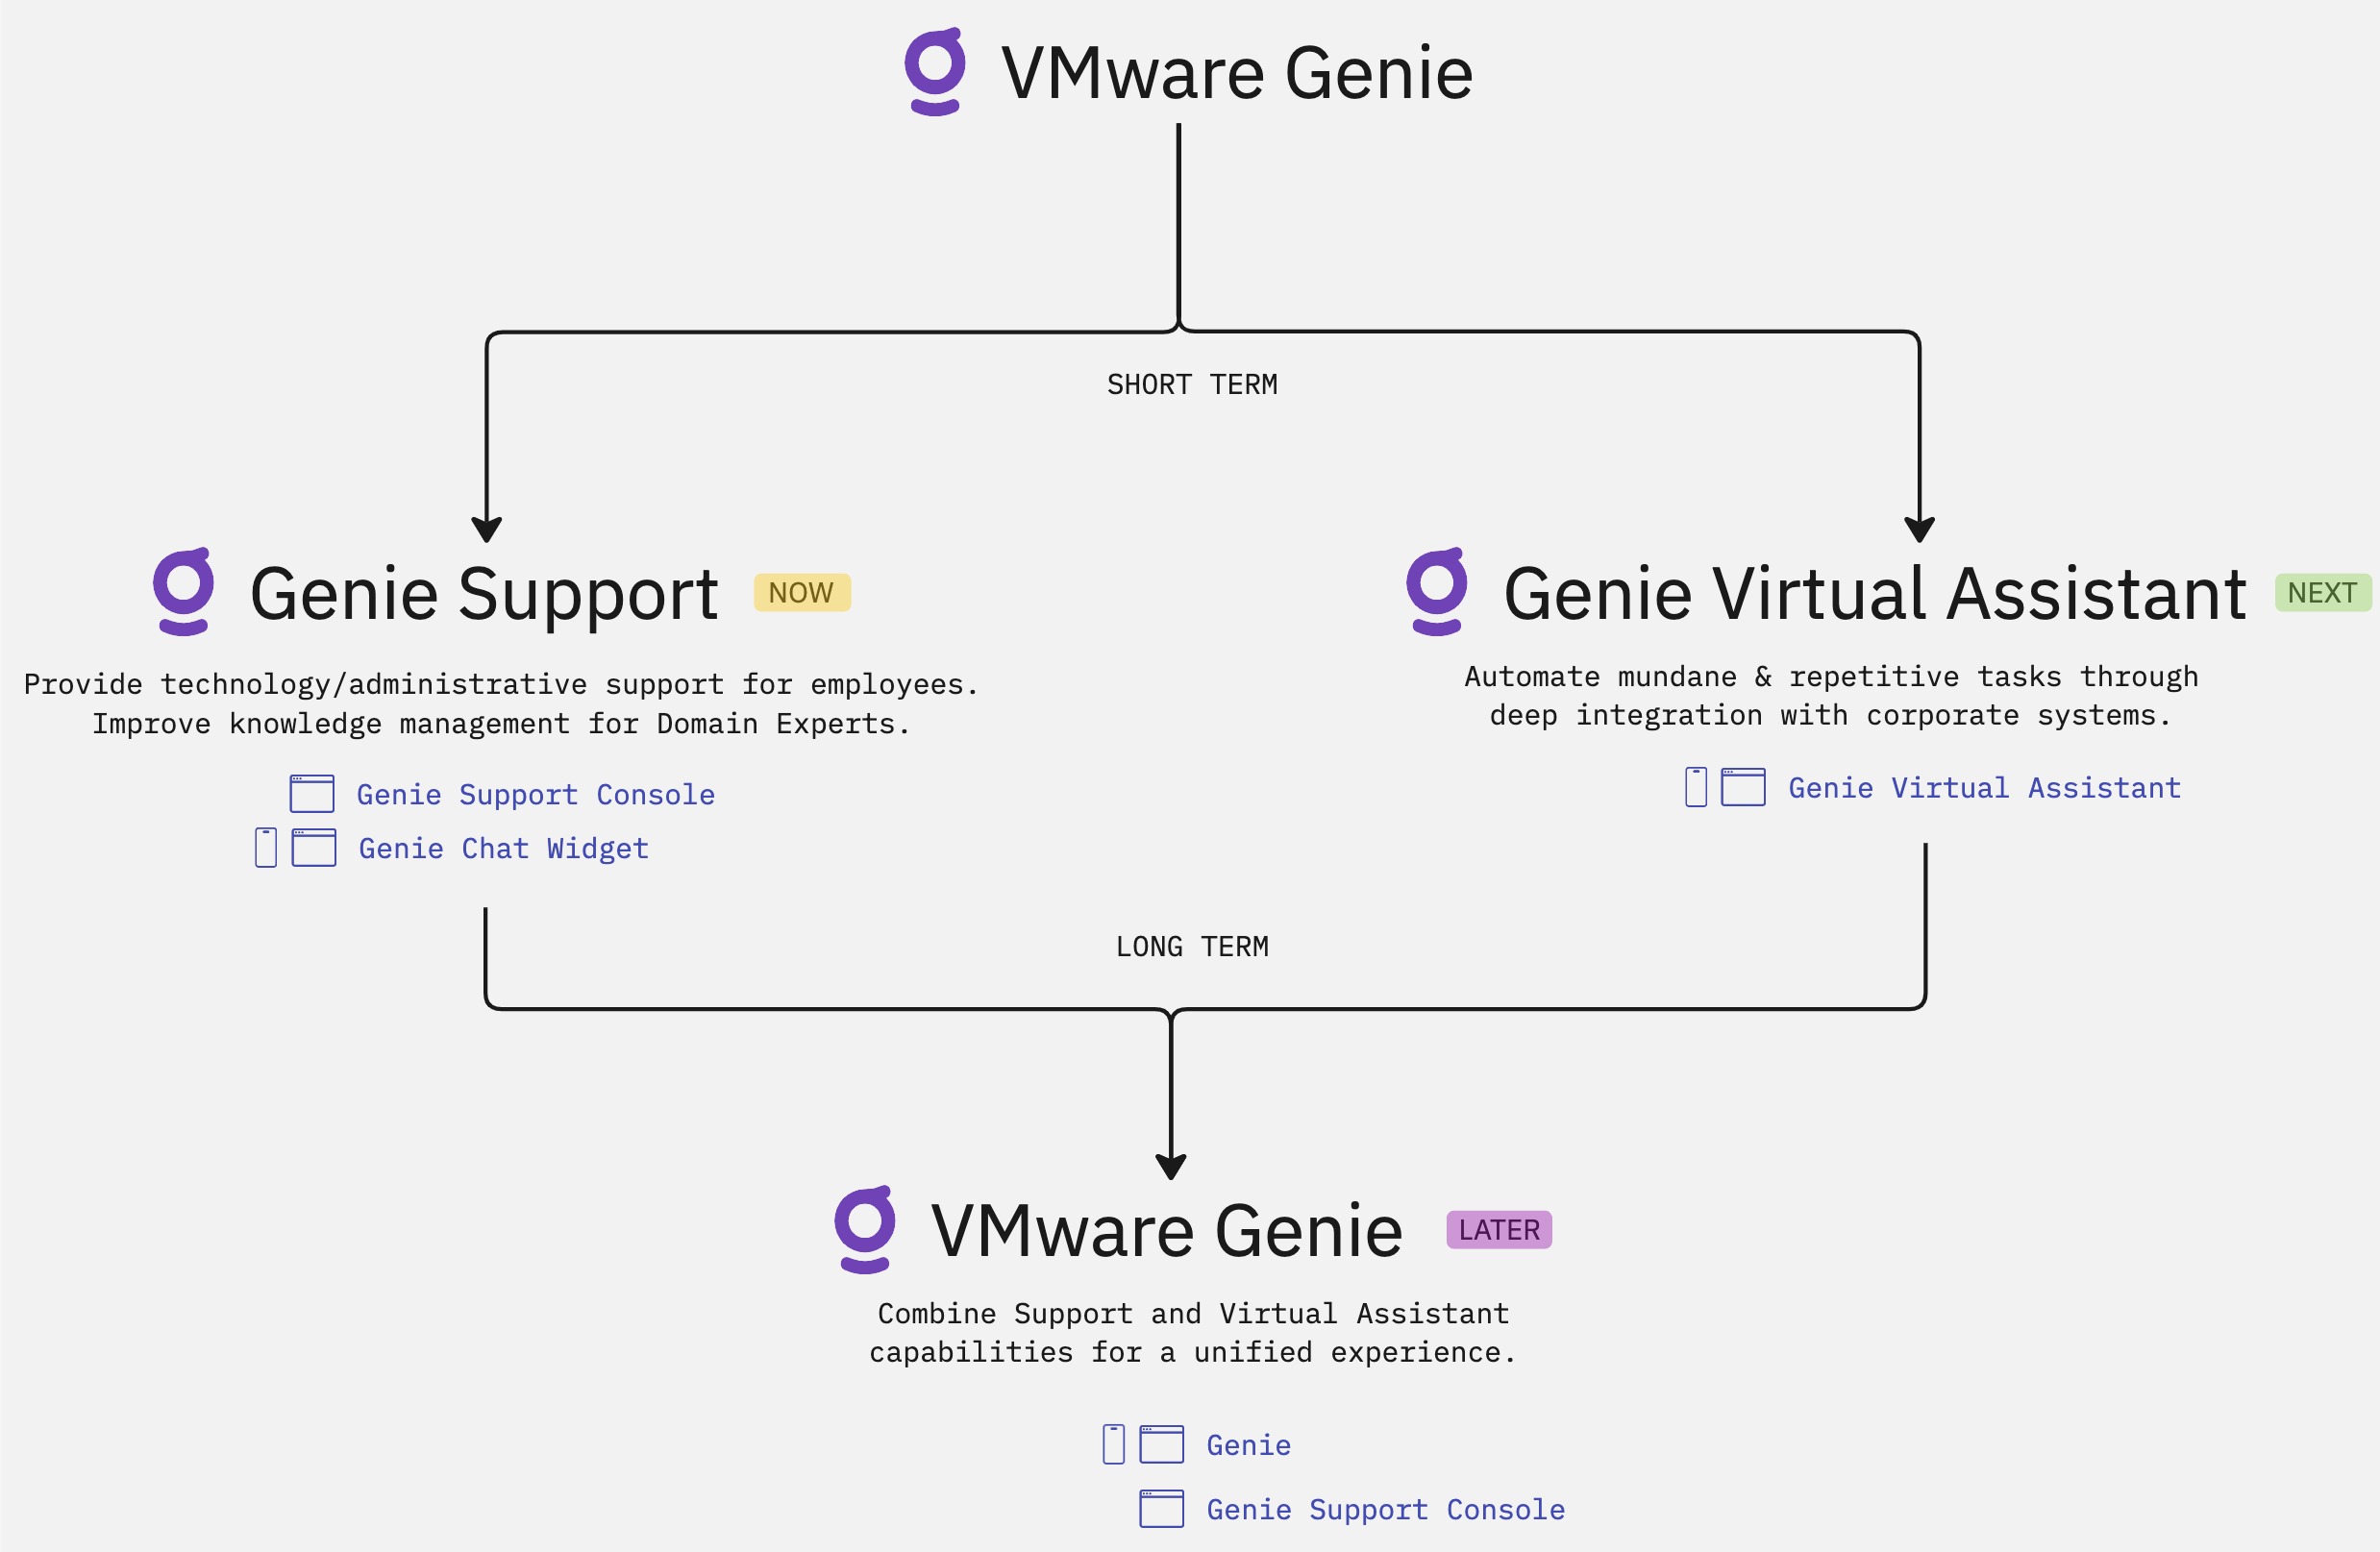 VMware Genie
SHORT TERM
Genie Support
NOW
Provide technology/administrative support for employees.
Improve knowledge management for Domain Experts.
Genie Support Console
Genie Chat Widget
Genie Virtual Assistant
NEXT
Automate mundane & repetitive tasks through
deep integration with corporate systems.
Genie Virtual Assistant
LONG TERM
VMware Genie
LATER
Combine Support and Virtual Assistant
capabilities for a unified experience.
Genie
Genie Support Console